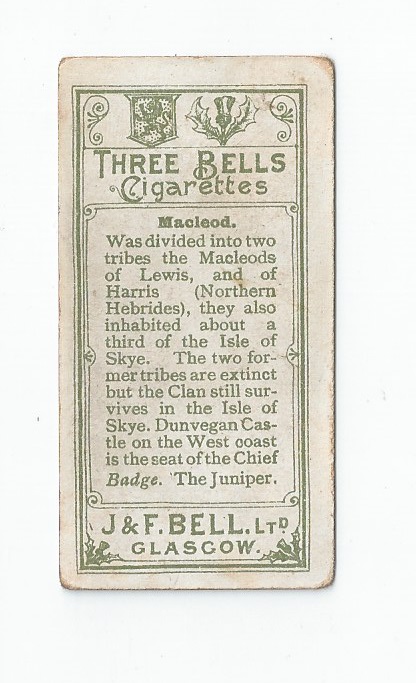 THREE BELLS
Cigarettes
Macleod.
Was divided into two
tribes the Macleods
of Lewis, and of
Harris (Northern
Hebrides), they also
inhabited about a
third of the Isle of
Skye. The two for-
mer tribes are extinct
but the Clan still sur-
vives in the Isle of
Skye. Dunvegan Cas-
tle on the West coast
is the seat of the Chief
Badge. The Juniper.
J & F. BELL. LTD
GLASGOW.